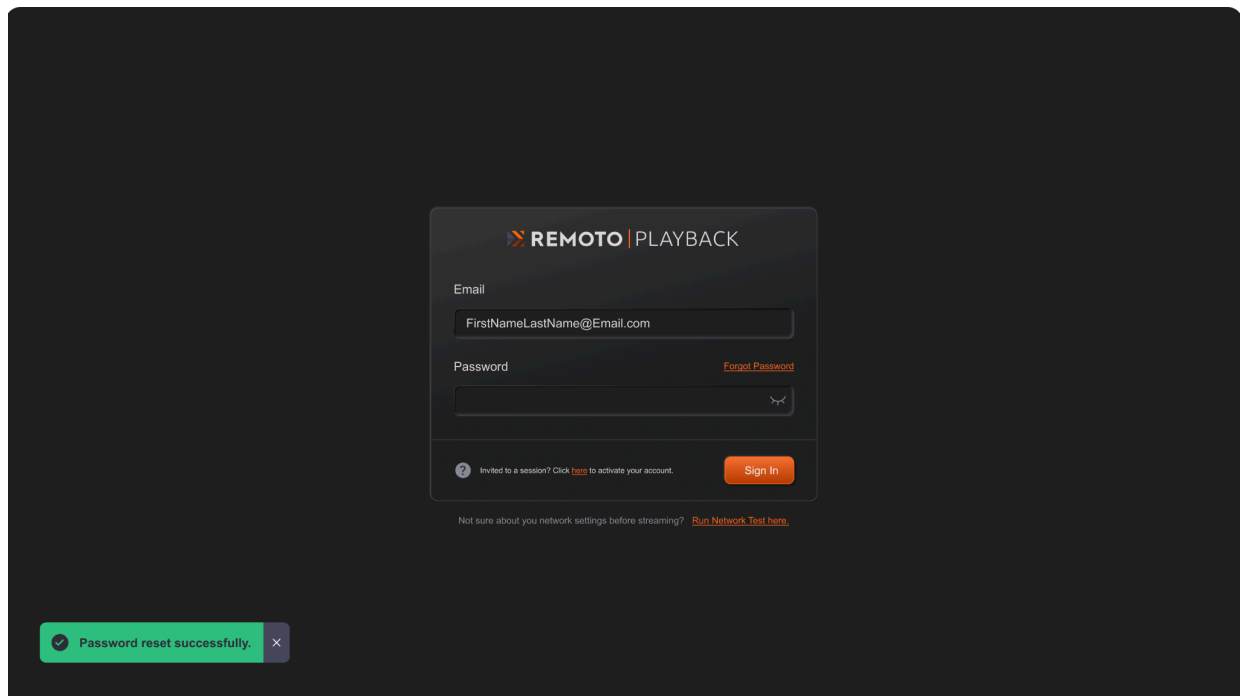 REMOTO|PLAYBACK
Email
FirstNameLastName@Email.com
Password Forgot Password
? Invited to a session? Click here to activate your account. Sign In
Not sure about you network settings before streaming? Run Network Test here.
Password reset successfully. ×